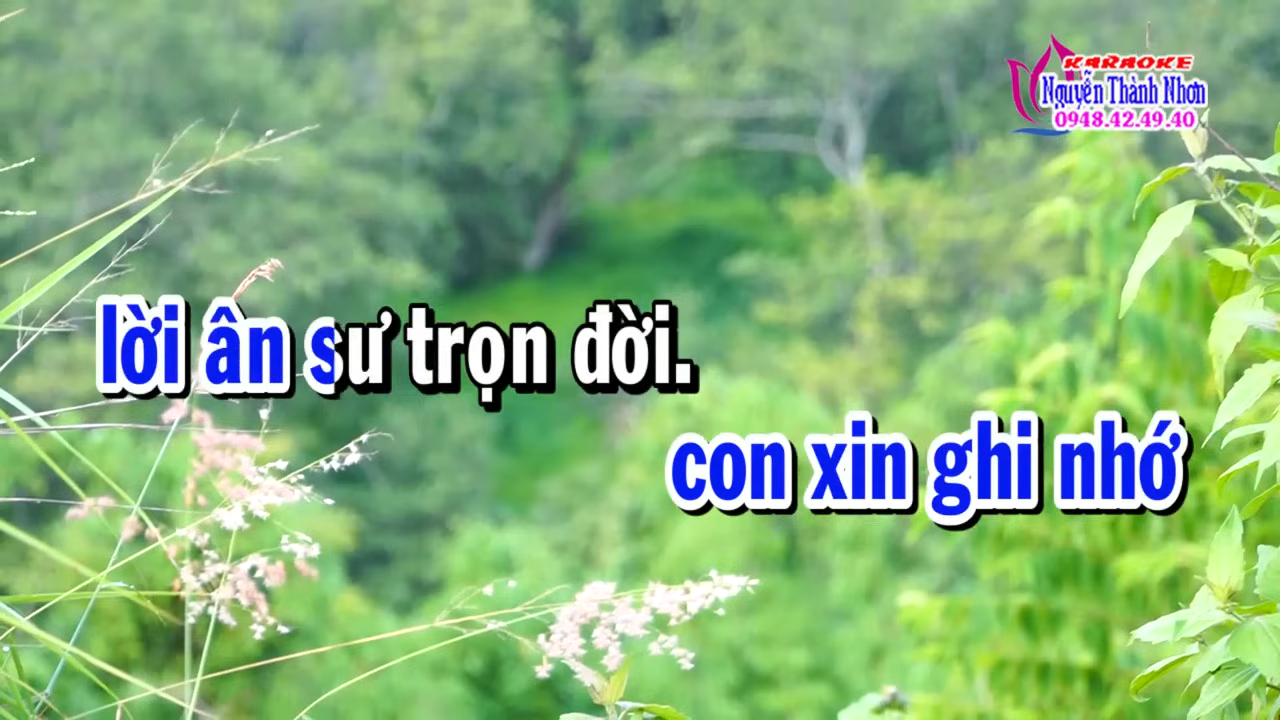 KARAOKE
Nguyễn Thành Nhơn
0948.42.49.40
lời ân sư trọn đời.
con xin ghi nhớ